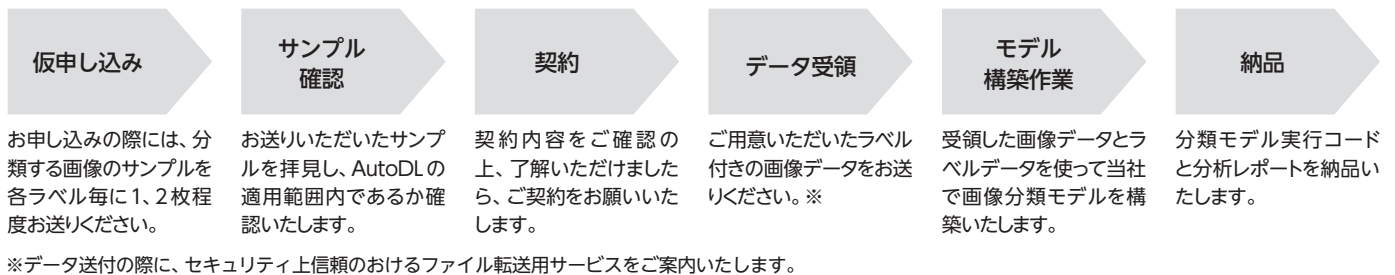 仮申し込み
サンプル
確認
契約
データ受領
モデル
構築作業
納品
お申し込みの際には、分
類する画像のサンプルを
各ラベル毎に1、2枚程
度お送りください。
お送りいただいたサンプ
ルを拝見し、AutoDLの
適用範囲内であるか確
認いたします。
契約内容をご確認の
上、了解いただけました
ら、ご契約をお願いいた
します。
ご用意いただいたラベル
付きの画像データをお送
りください。※
受領した画像データとラ
ベルデータを使って当社
で画像分類モデルを構
築いたします。
分類モデル実行コード
と分析レポートを納品い
たします。
※データ送付の際に、セキュリティ上信頼のおけるファイル転送用サービスをご案内いたします。